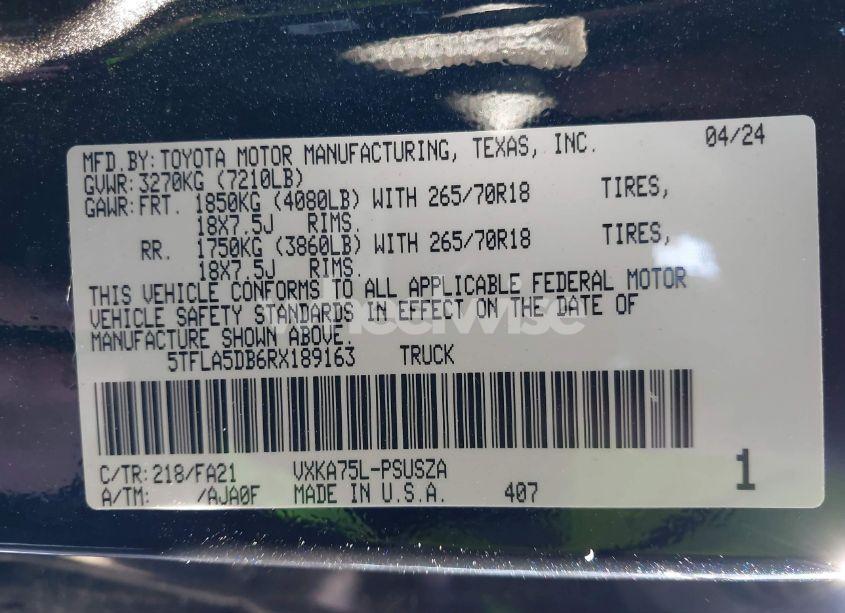 MFD.BY: TOYOTA MOTOR MANUFACTURING, TEXAS, INC. 04/24
GVWR: 3270KG (7210LB)
GAWR: FRT. 1850KG (4080LB) WITH 265/70R18 TIRES,
18X7.5J RIMS.
RR. 1750KG (3860LB) WITH 265/70R18 TIRES,
18X7.5J RIMS.
THIS VEHICLE CONFORMS TO ALL APPLICABLE FEDERAL MOTOR
VEHICLE SAFETY STANDARDS IN EFFECT ON THE DATE OF
MANUFACTURE SHOWN ABOVE.
5TFLA5DB6RX189163 TRUCK
C/TR: 218/FA21 VXKA75L-PSUSZA
A/TM: /AJA0F MADE IN U.S.A. 407 1
wheelwise